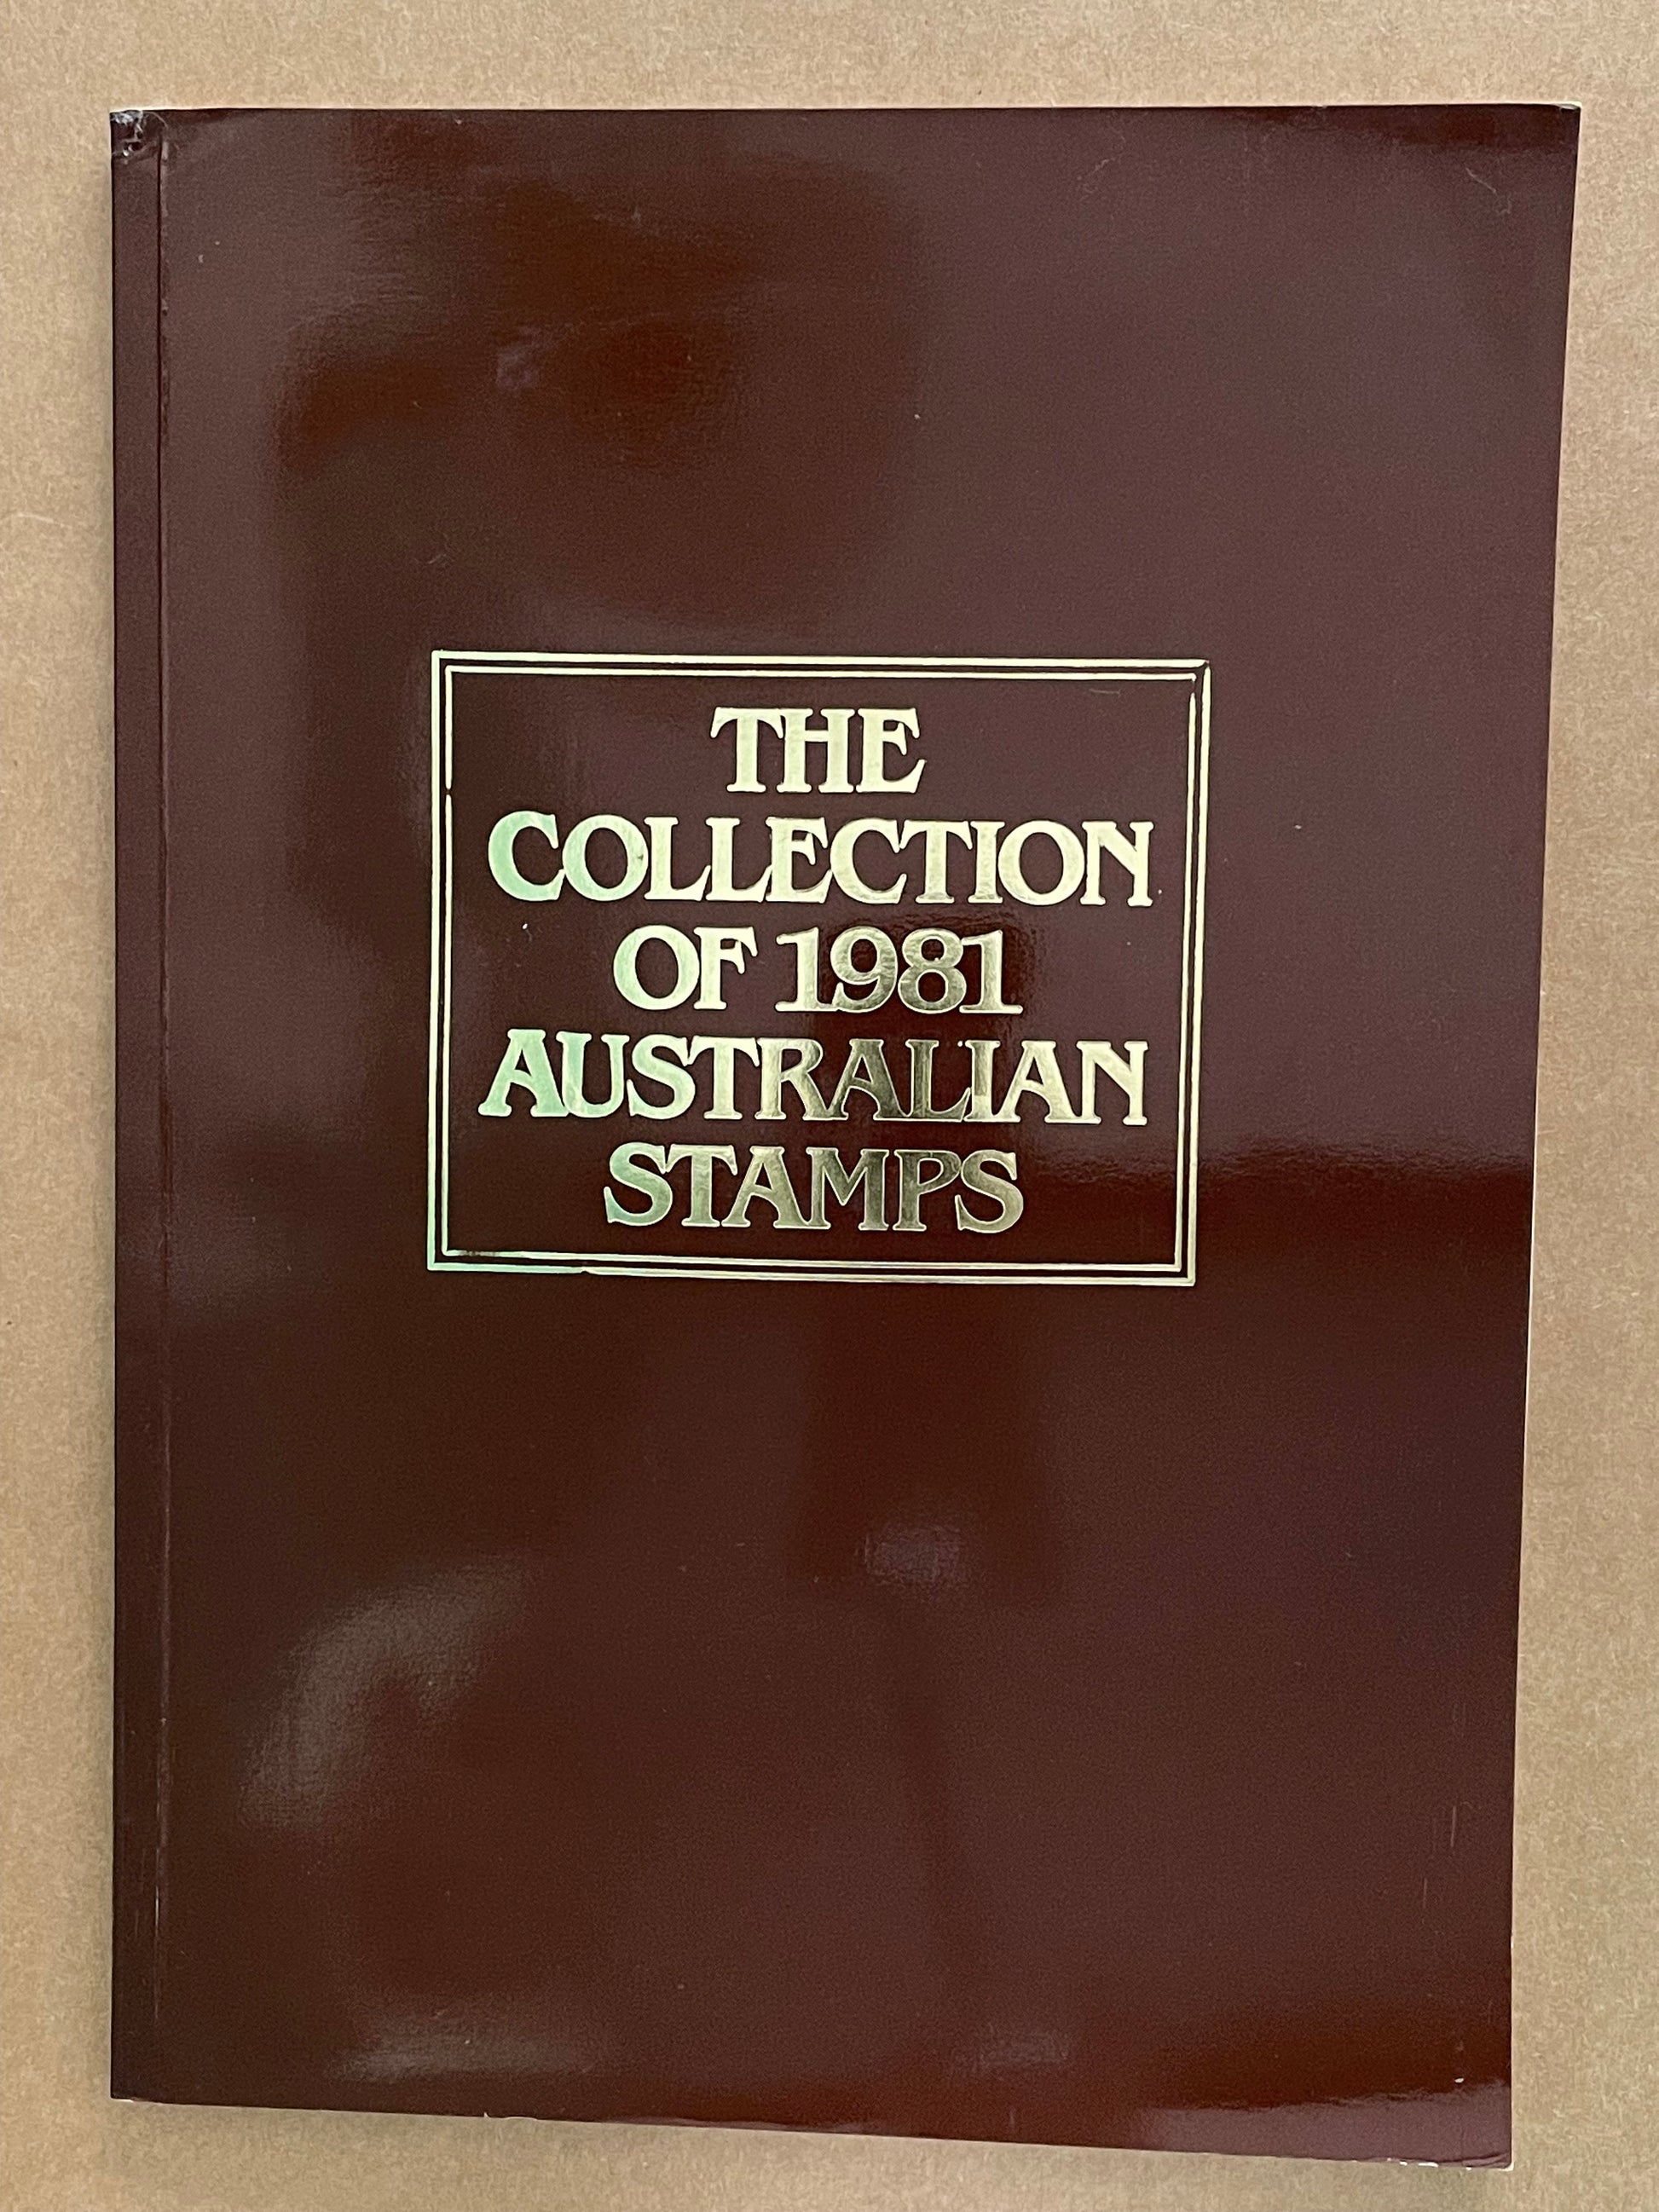 THE
COLLECTION
OF 1981
AUSTRALIAN
STAMPS